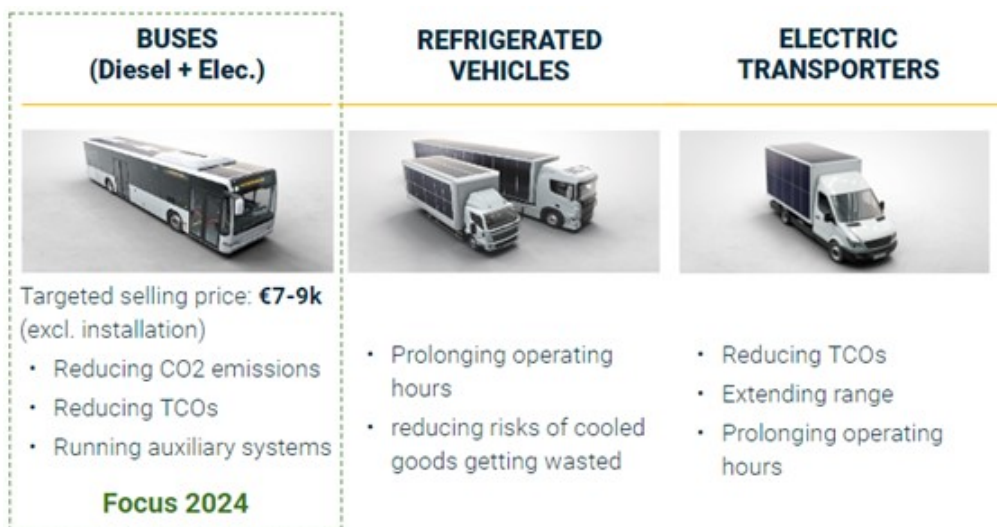 BUSES
(Diesel + Elec.)
Targeted selling price: €7-9k
(excl. installation)
• Reducing CO2 emissions
• Reducing TCOs
• Running auxiliary systems
Focus 2024
REFRIGERATED
VEHICLES
• Prolonging operating
hours
• reducing risks of cooled
goods getting wasted
ELECTRIC
TRANSPORTERS
• Reducing TCOs
• Extending range
• Prolonging operating
hours